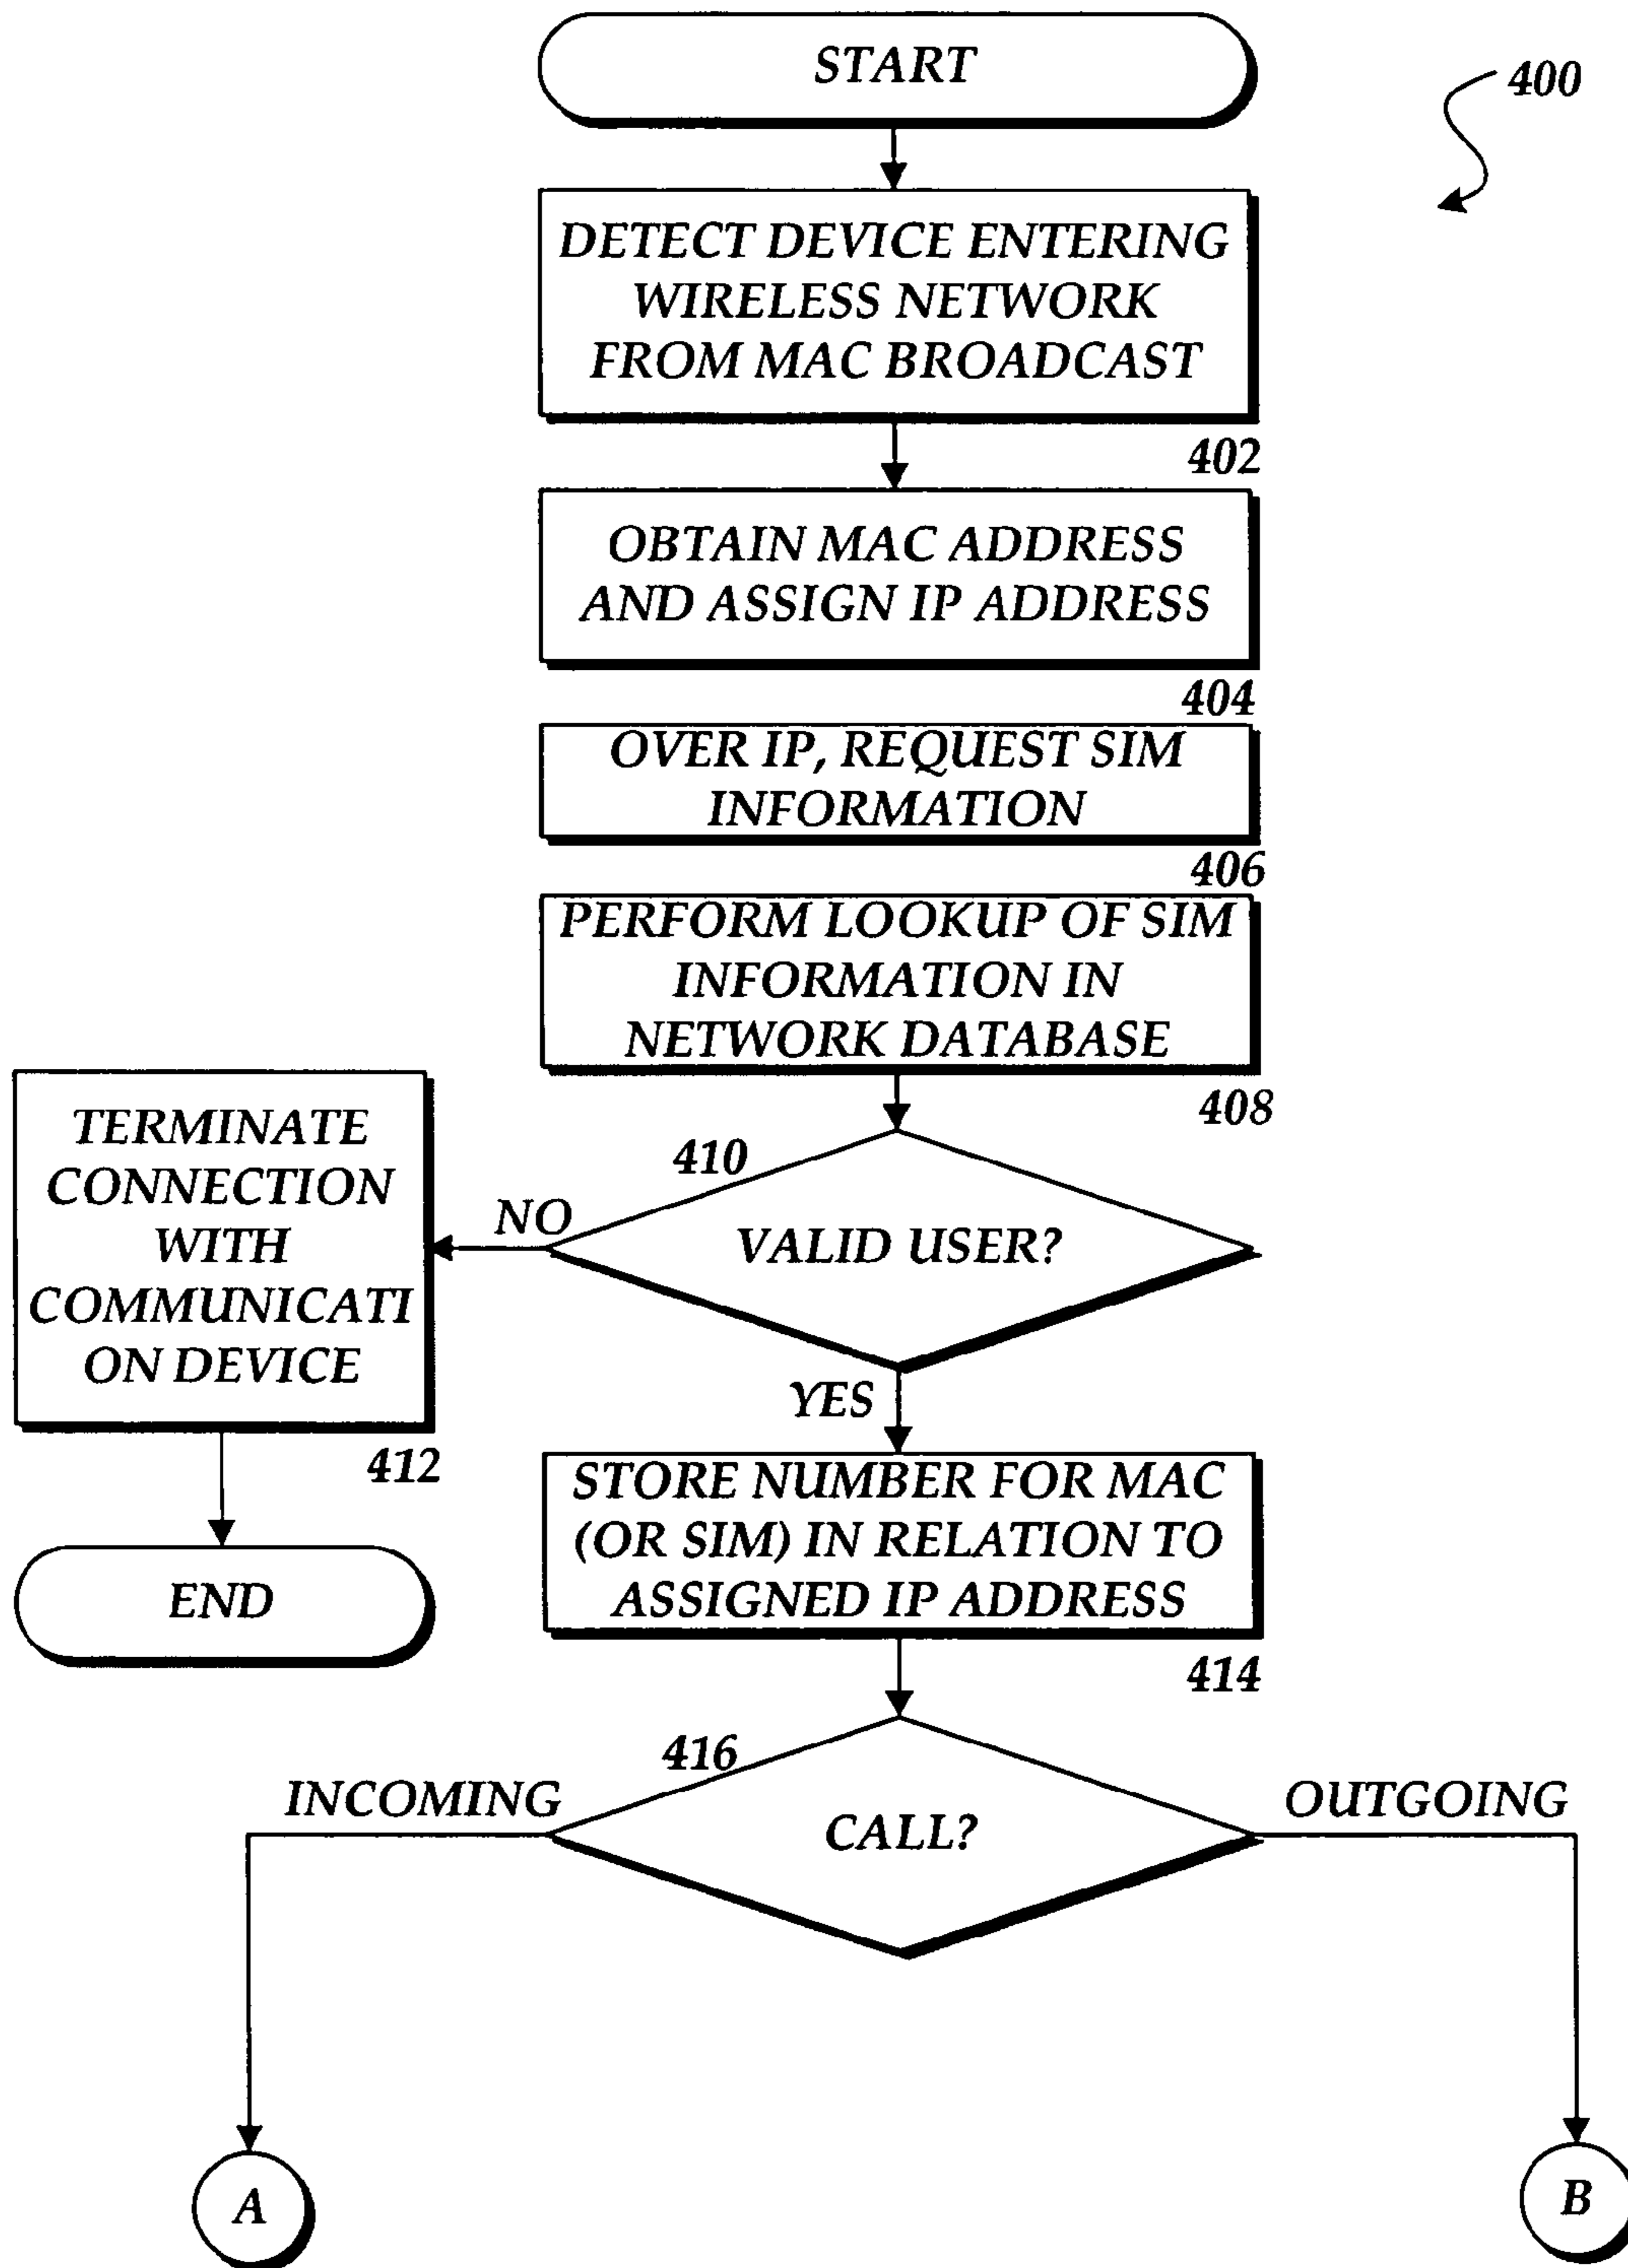 START
400
DETECT DEVICE ENTERING
WIRELESS NETWORK
FROM MAC BROADCAST
402
OBTAIN MAC ADDRESS
AND ASSIGN IP ADDRESS
404
OVER IP, REQUEST SIM
INFORMATION
406
PERFORM LOOKUP OF SIM
INFORMATION IN
NETWORK DATABASE
408
410
VALID USER?
NO
TERMINATE
CONNECTION
WITH
COMMUNICATI
ON DEVICE
412
END
YES
STORE NUMBER FOR MAC
(OR SIM) IN RELATION TO
ASSIGNED IP ADDRESS
414
416
CALL?
INCOMING
OUTGOING
A
B